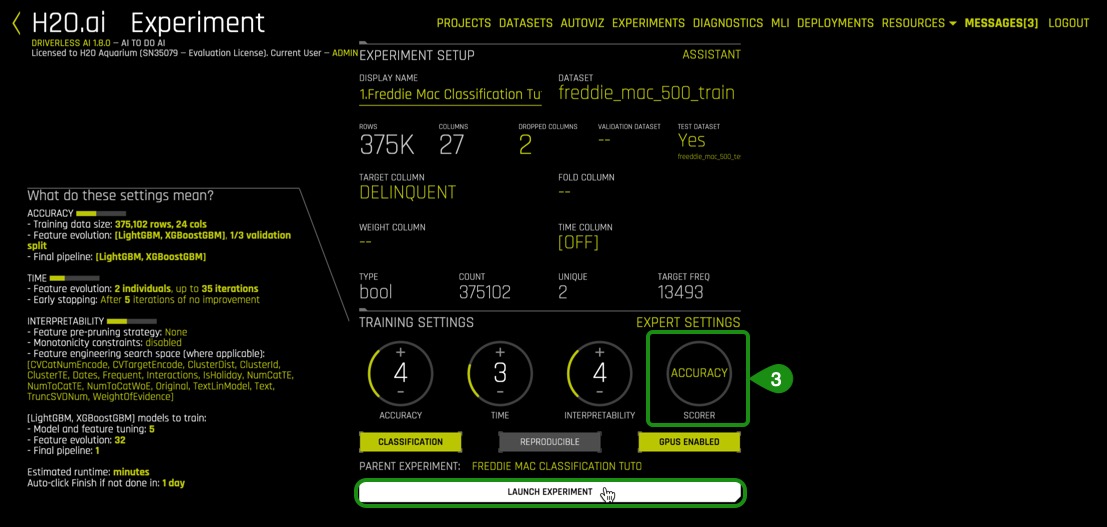 H2O.ai Experiment
PROJECTS DATASETS AUTOVIZ EXPERIMENTS DIAGNOSTICS MLI DEPLOYMENTS RESOURCES MESSAGES[3] LOGOUT
DRIVERLESS AI 1.8.0 — AI TO DO AI
Licensed to H2O Aquarium (SN35079 — Evaluation License). Current User — ADMIN
EXPERIMENT SETUP ASSISTANT
DISPLAY NAME DATASET
1.Freddie Mac Classification Tu freddie_mac_500_train
ROWS COLUMNS DROPPED COLUMNS VALIDATION DATASET TEST DATASET
375K 27 2 -- Yes
freeddie_mac_500_te
TARGET COLUMN FOLD COLUMN
DELINQUENT --
WEIGHT COLUMN TIME COLUMN
-- [OFF]
TYPE COUNT UNIQUE TARGET FREQ
bool 375102 2 13493
What do these settings mean?
ACCURACY
- Training data size: 375,102 rows, 24 cols
- Feature evolution: [LightGBM, XGBoostGBM], 1/3 validation
split
- Final pipeline: [LightGBM, XGBoostGBM]
TIME
- Feature evolution: 2 individuals, up to 35 iterations
- Early stopping: After 5 iterations of no improvement
INTERPRETABILITY
- Feature pre-pruning strategy: None
- Monotonicity constraints: disabled
- Feature engineering search space (where applicable):
[CVCatNumEncode, CVTargetEncode, ClusterDist, ClusterId,
ClusterTE, Dates, Frequent, Interactions, IsHoliday, NumCatTE,
NumToCatTE, NumToCatWoE, Original, TextLinModel, Text,
TruncSVDNum, WeightOfEvidence]
[LightGBM, XGBoostGBM] models to train:
- Model and feature tuning: 5
- Feature evolution: 32
- Final pipeline: 1
Estimated runtime: minutes
Auto-click Finish if not done in: 1 day
TRAINING SETTINGS EXPERT SETTINGS
+ + +
4 3 4 ACCURACY 3
- - -
ACCURACY TIME INTERPRETABILITY SCORER
CLASSIFICATION REPRODUCIBLE GPUS ENABLED
PARENT EXPERIMENT: FREDDIE MAC CLASSIFICATION TUTO
LAUNCH EXPERIMENT